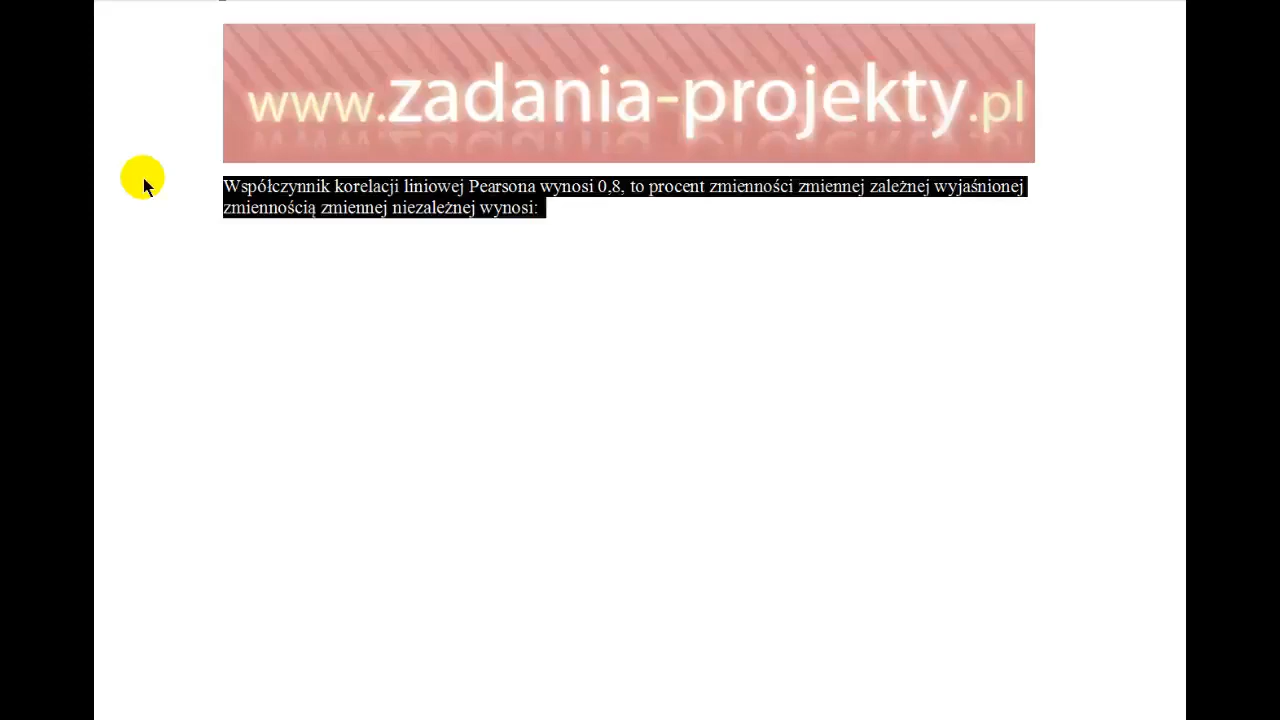 www.zadania-projekty.pl
Współczynnik korelacji liniowej Pearsona wynosi 0,8, to procent zmienności zmiennej zależnej wyjaśnionej
zmiennością zmiennej niezależnej wynosi: